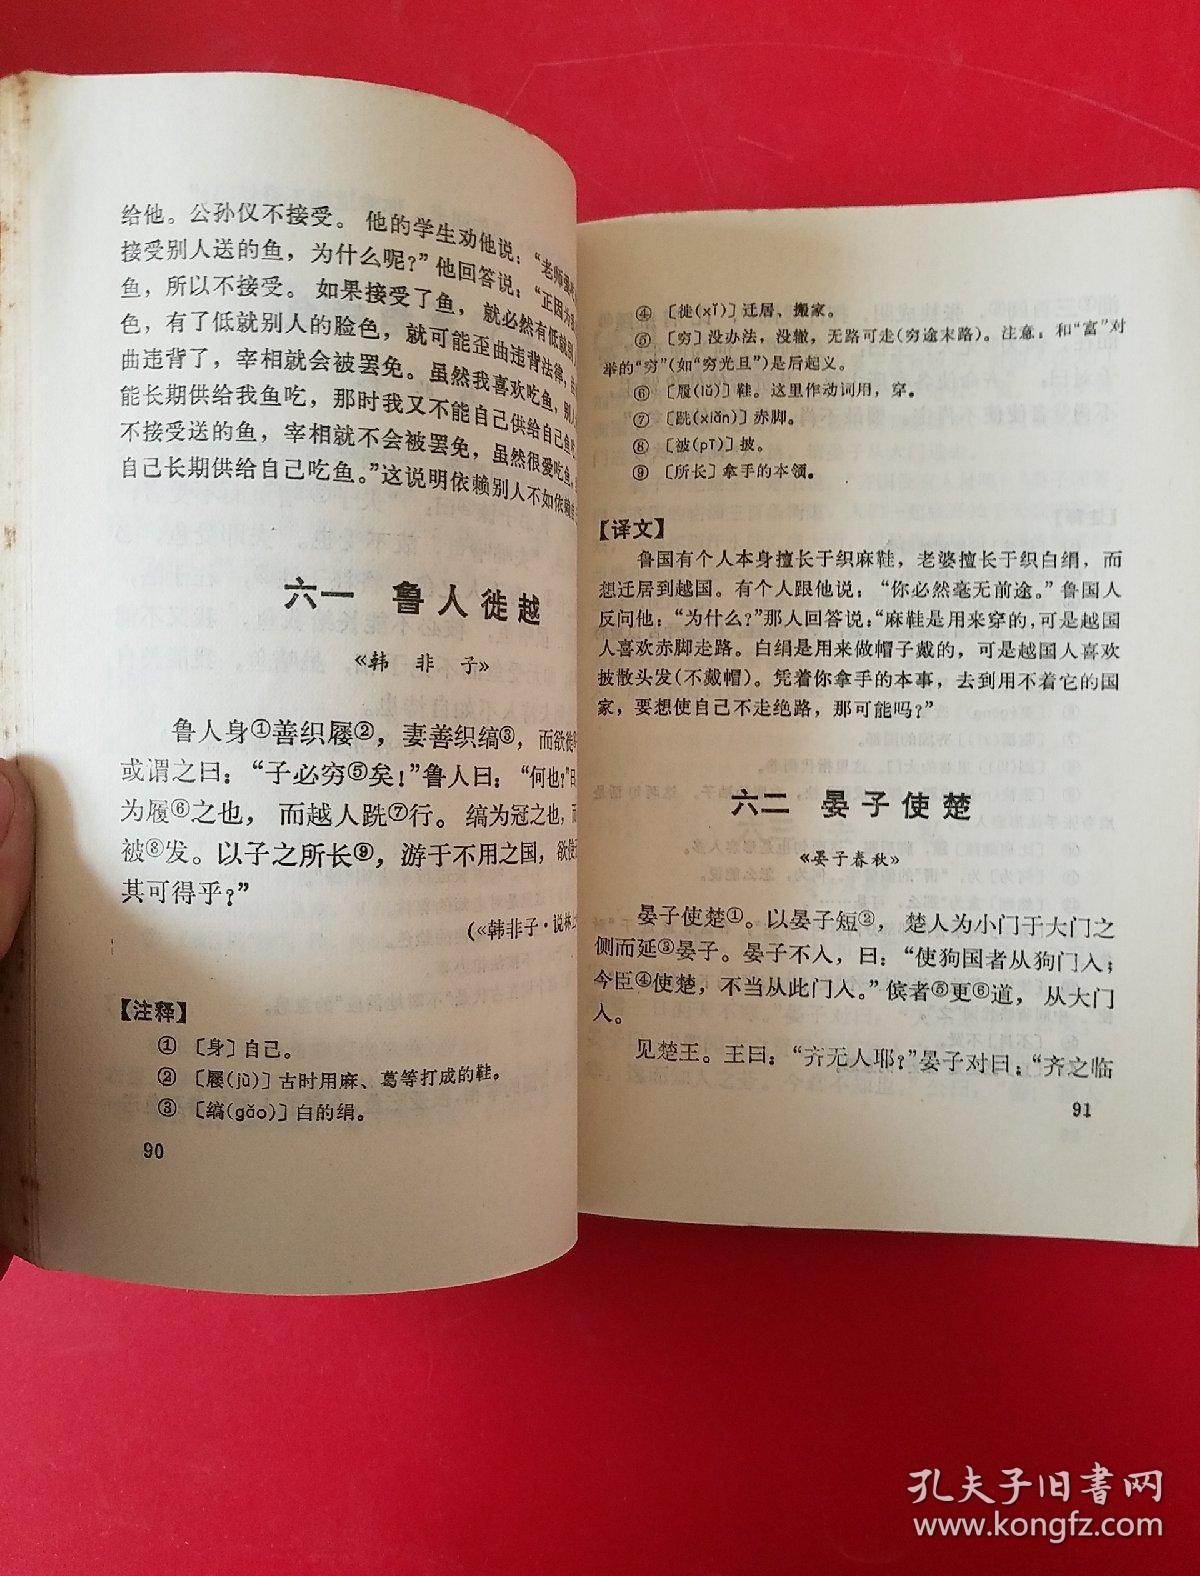 给他。公孙仪不接受。他的学生劝他说：“老师
接受别人送的鱼，为什么呢？”他回答说：“正因为
鱼，所以不接受。如果接受了鱼，就必然有低就别
色，有了低就别人的脸色，就可能歪曲违背法律，
曲违背了，宰相就会被罢免。虽然我喜欢吃鱼，别人
能长期供给我鱼吃，那时我又不能自己供给自己鱼
不接受送的鱼，宰相就不会被罢免，虽然很爱吃鱼，
自己长期供给自己吃鱼。”这说明依赖别人不如依赖
六一 鲁人徙越
《韩非子》
鲁人身①善织屦②，妻善织缟③，而欲徙
或谓之曰：“子必穷⑤矣！”鲁人曰：“何也？”
为履⑥之也，而越人跣⑦行。缟为冠之也，而
被⑧发。以子之所长⑨，游于不用之国，欲使
其可得乎？”
（《韩非子·说林
【注释】
① 〔身〕自己。
② 〔屦(jù)〕古时用麻、葛等打成的鞋。
③ 〔缟(gǎo)〕白的绢。
90
④ 〔徙(xǐ)〕迁居、搬家。
⑤ 〔穷〕没办法，没辙，无路可走(穷途末路)。注意：和“富”对
举的“穷”(如“穷光旦”)是后起义。
⑥ 〔履(lǚ)〕鞋。这里作动词用，穿。
⑦ 〔跣(xiǎn)〕赤脚。
⑧ 〔被(pī)〕披。
⑨ 〔所长〕拿手的本领。
【译文】
鲁国有个人本身擅长于织麻鞋，老婆擅长于织白绢，而
想迁居到越国。有个人跟他说：“你必然毫无前途。”鲁国人
反问他：“为什么？”那人回答说：“麻鞋是用来穿的，可是越国
人喜欢赤脚走路。白绢是用来做帽子戴的，可是越国人喜欢
披散头发(不戴帽)。凭着你拿手的本事，去到用不着它的国
家，要想使自己不走绝路，那可能吗？”
六二 晏子使楚
《晏子春秋》
晏子使楚①。以晏子短②，楚人为小门于大门之
侧而延③晏子。晏子不入，曰：“使狗国者从狗门入；
今臣④使楚，不当从此门入。”傧者⑤更⑥道，从大门
入。
见楚王。王曰：“齐无人耶？”晏子对曰：“齐之临
91
孔夫子旧书网
www.kongfz.com